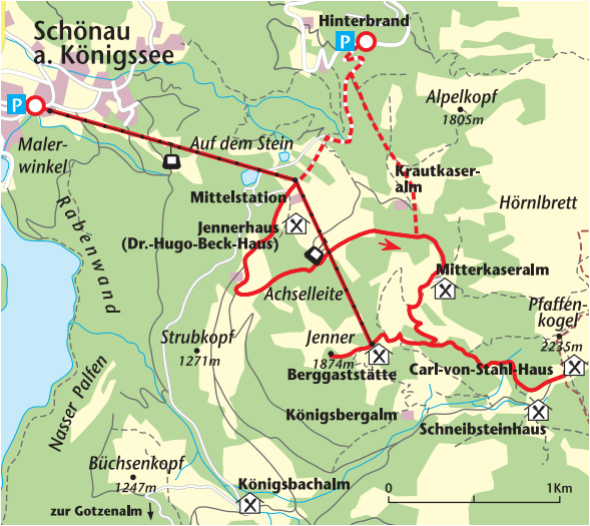 Hinterbrand
P
Schönau
a. Königssee
P
Alpelkopf
1805m
Maler-
winkel
Auf dem Stein
Krautkaser-
alm
Mittelstation
Hörnlbrett
Rabenwand
Jennerhaus
(Dr.-Hugo-Beck-Haus)
Mitterkaseralm
Achselleite
Pfaffen-
kogel
2235m
Strubkopf
1271m
Jenner
1874m
Berggaststätte
Carl-von-Stahl-Haus
Nasser Palfen
Königsbergalm
Schneibsteinhaus
Büchsenkopf
1247m
Königsbachalm
0
1Km
zur Gotzenalm